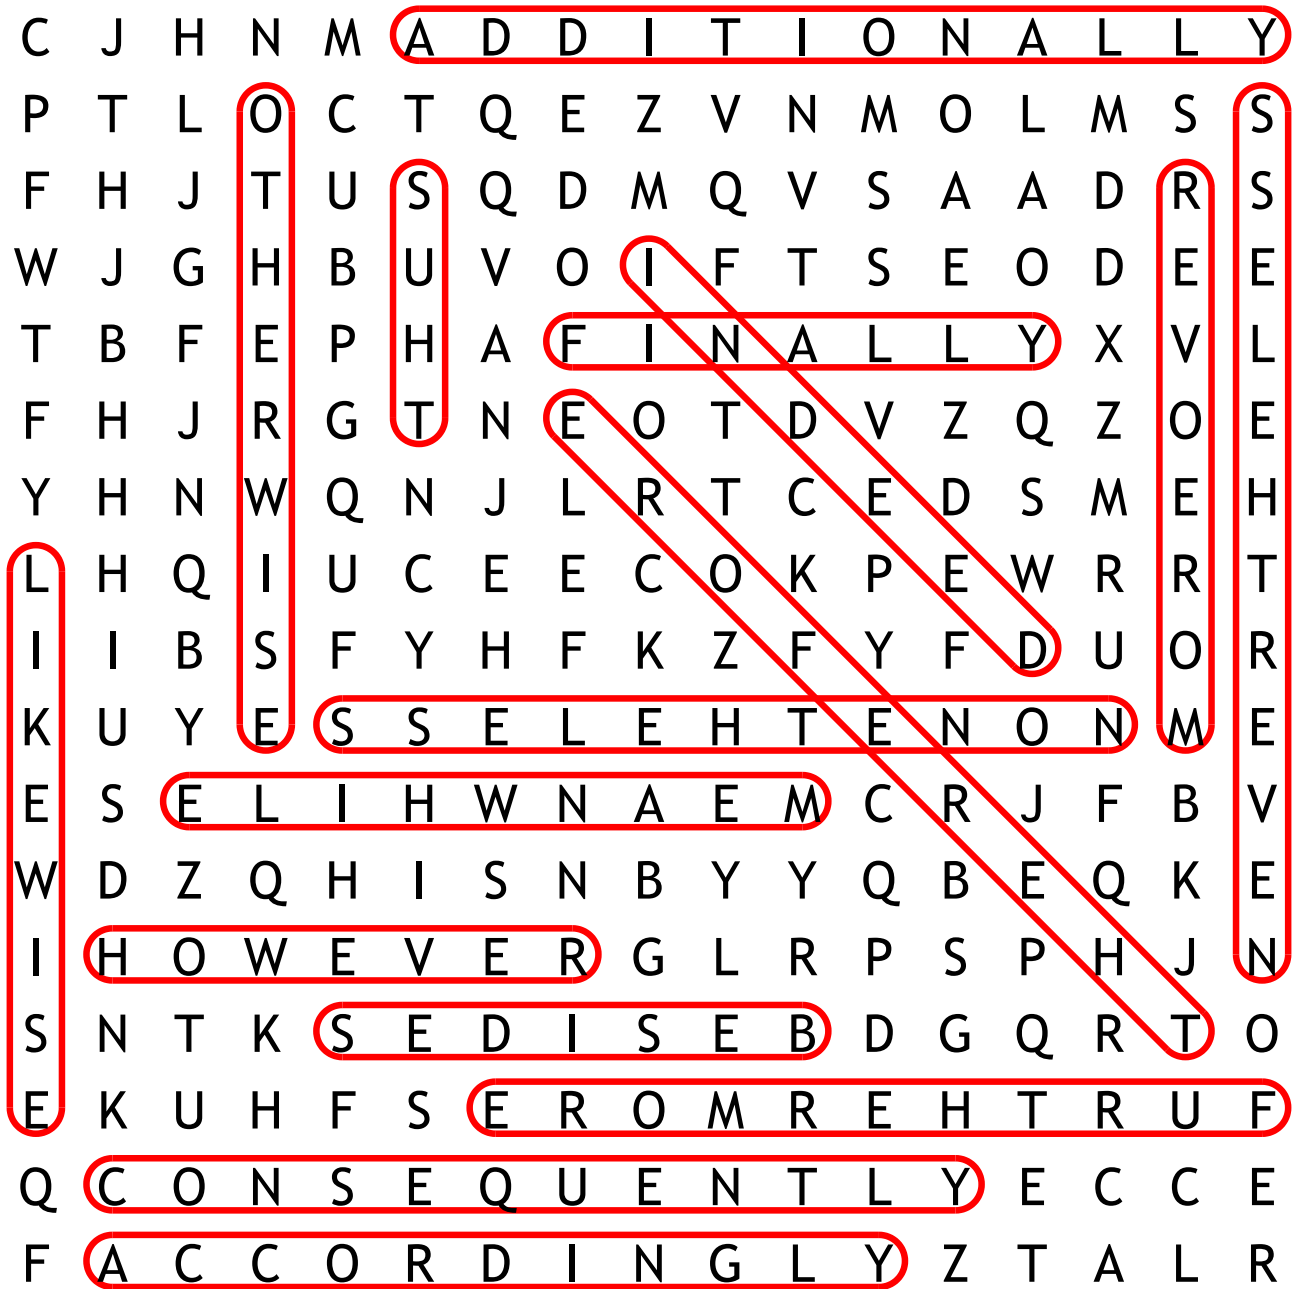 C J H N M A D D I T I O N A L L Y
P T L O C T Q E Z V N M O L M S S
F H J T U S Q D M Q V S A A D R S
W J G H B U V O I F T S E O D E E
T B F E P H A F I N A L L Y X V L
F H J R G T N E O T D V Z Q Z O E
Y H N W Q N J L R T C E D S M E H
L H Q I U C E E C O K P E W R R T
I I B S F Y H F K Z F Y F D U O R
K U Y E S S E L E H T E N O N M E
E S E L I H W N A E M C R J F B V
W D Z Q H I S N B Y Y Q B E Q K E
I H O W E V E R G L R P S P H J N
S N T K S E D I S E B D G Q R T O
E K U H F S E R O M R E H T R U F
Q C O N S E Q U E N T L Y E C C E
F A C C O R D I N G L Y Z T A L R